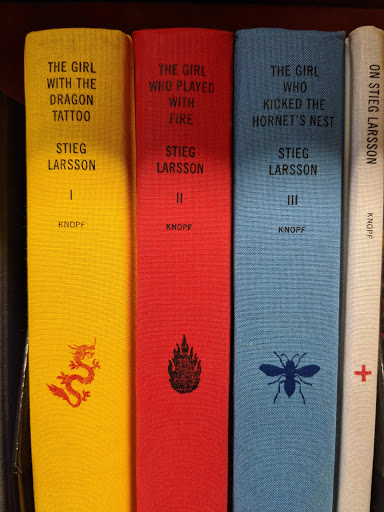 THE GIRL
WITH THE
DRAGON
TATTOO
STIEG
LARSSON
I
KNOPF
THE GIRL
WHO PLAYED
WITH
FIRE
STIEG
LARSSON
II
KNOPF
THE GIRL
WHO
KICKED THE
HORNET'S NEST
STIEG
LARSSON
III
KNOPF
ON STIEG LARSSON
KNOPF